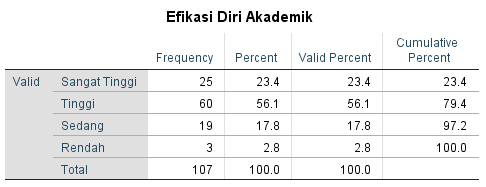 Efikasi Diri Akademik
Frequency Percent Valid Percent Cumulative Percent
Valid Sangat Tinggi 25 23.4 23.4 23.4
Tinggi 60 56.1 56.1 79.4
Sedang 19 17.8 17.8 97.2
Rendah 3 2.8 2.8 100.0
Total 107 100.0 100.0